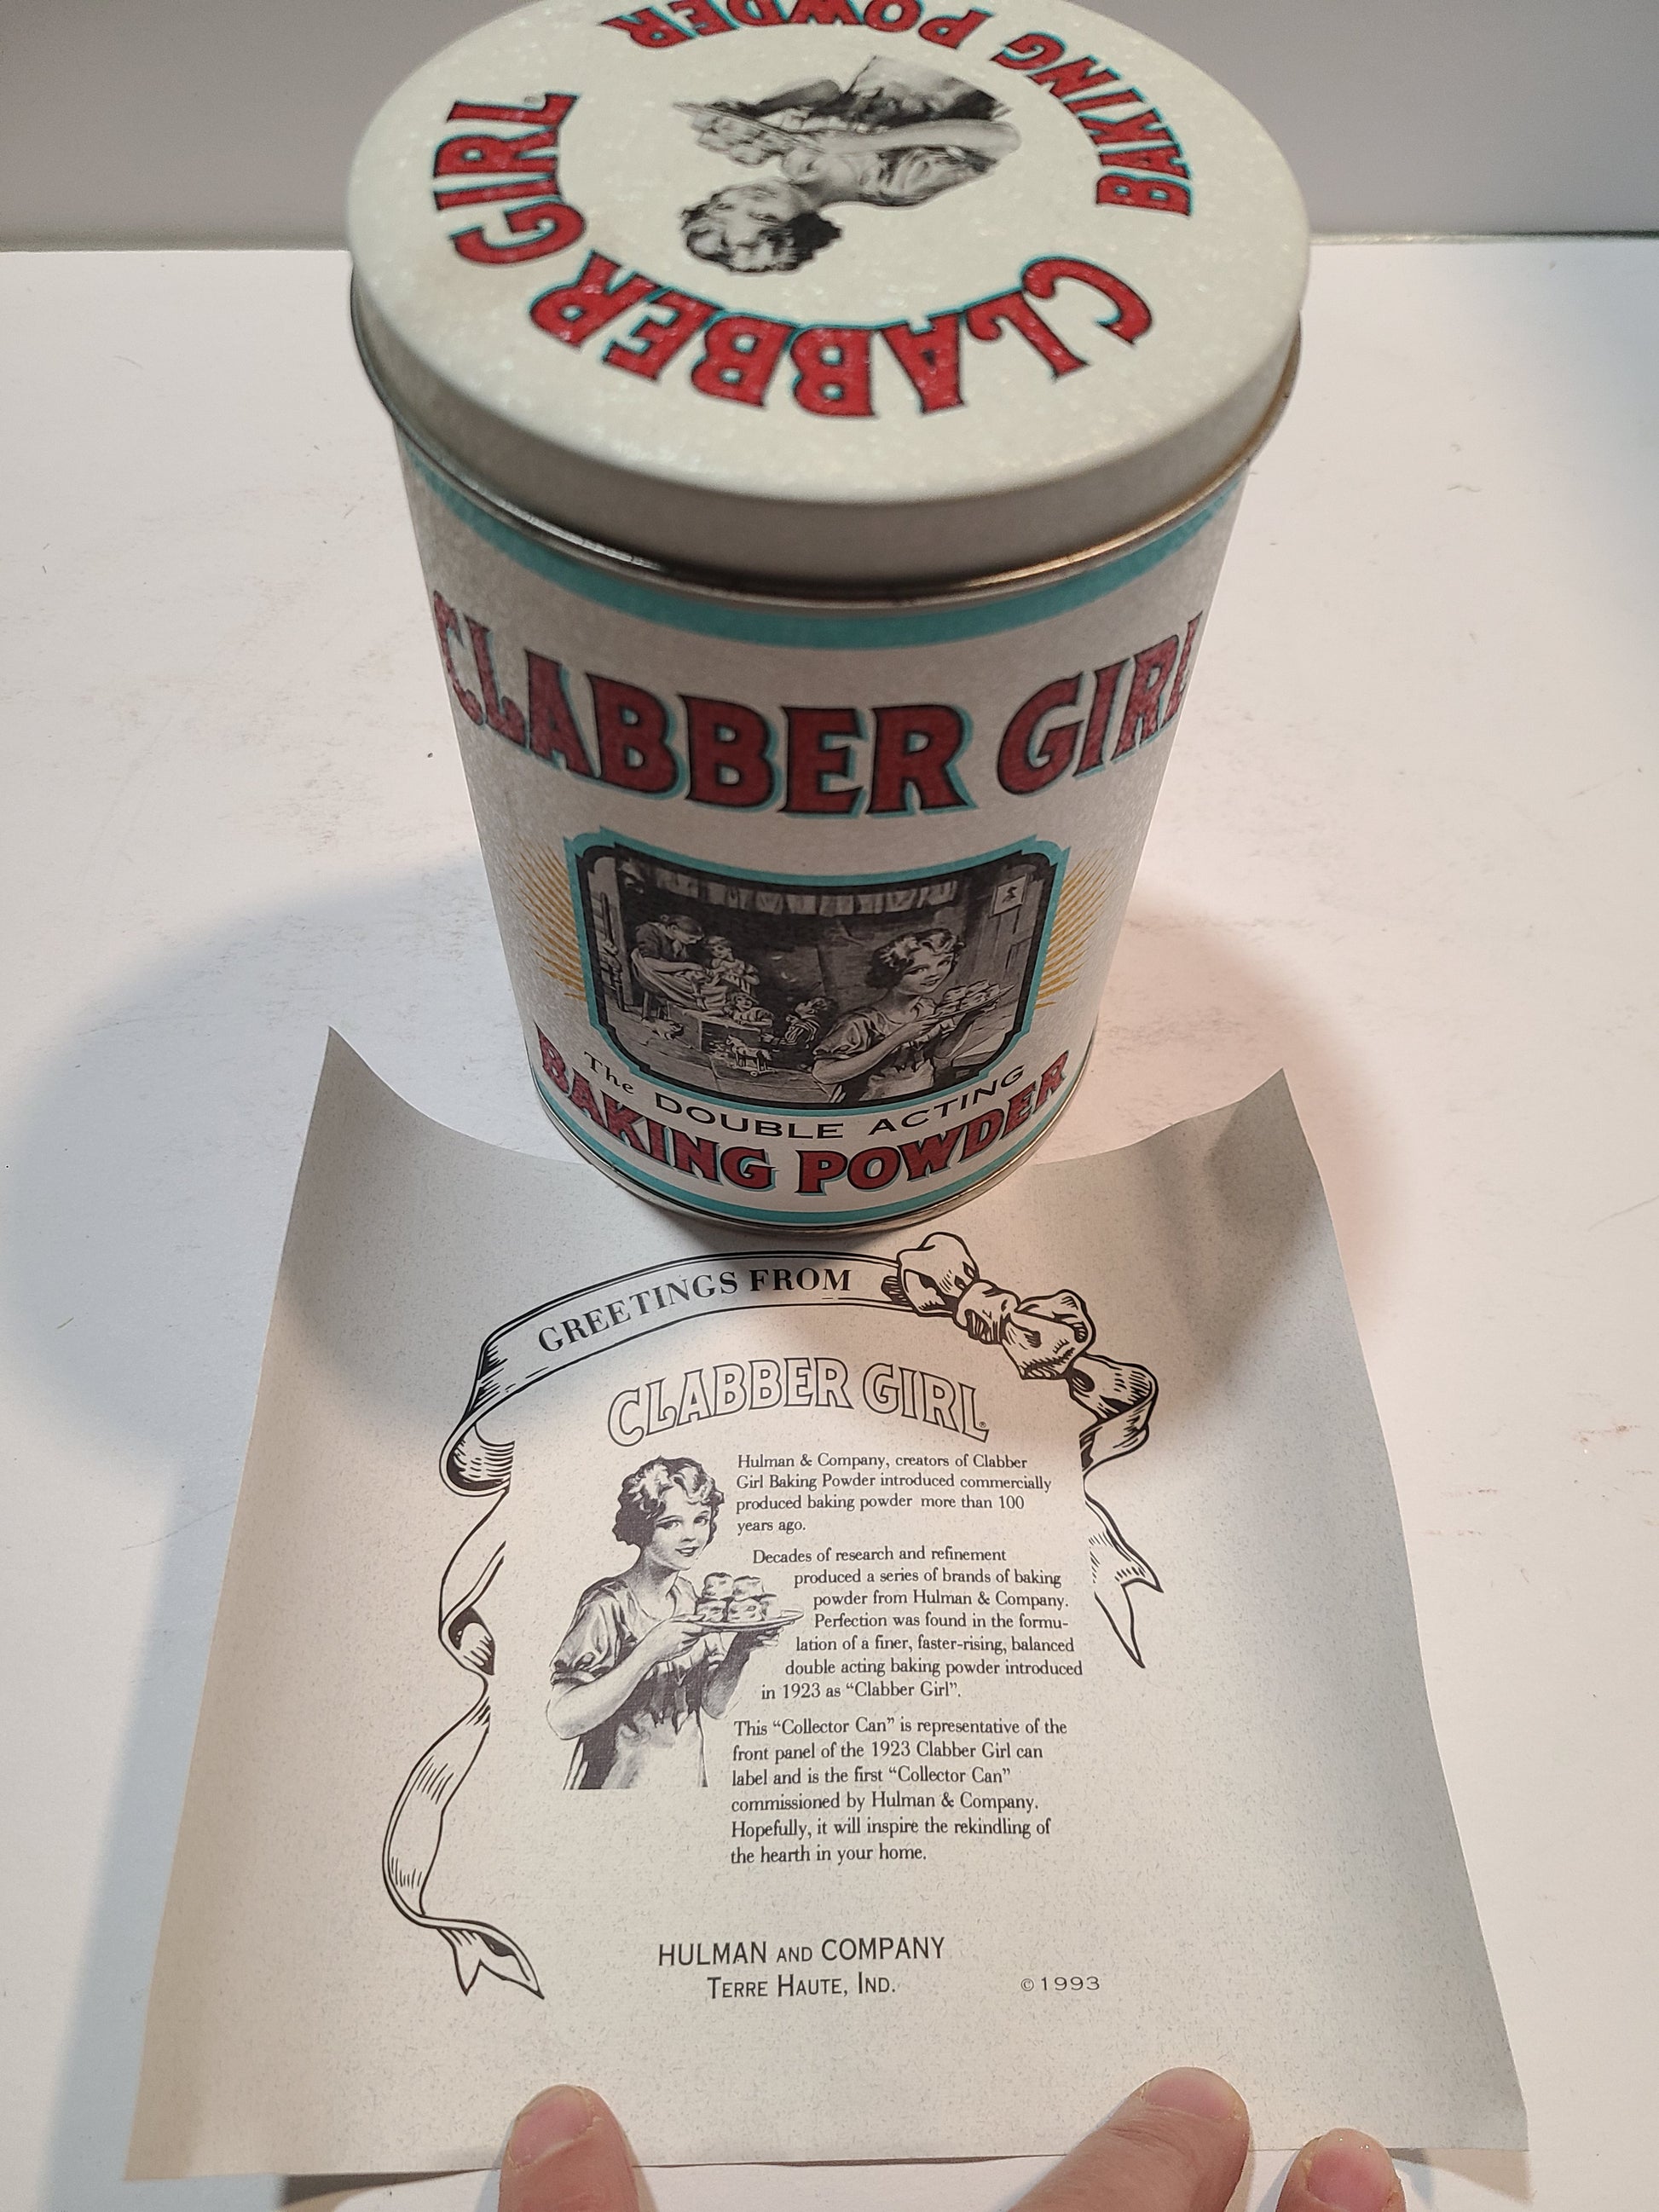 CLABBER GIRL®
BAKING POWDER
CLABBER GIRL
The DOUBLE ACTING
BAKING POWDER
GREETINGS FROM
CLABBER GIRL®
Hulman & Company, creators of Clabber
Girl Baking Powder introduced commercially
produced baking powder more than 100
years ago.
Decades of research and refinement
produced a series of brands of baking
powder from Hulman & Company.
Perfection was found in the formu-
lation of a finer, faster-rising, balanced
double acting baking powder introduced
in 1923 as “Clabber Girl”.
This “Collector Can” is representative of the
front panel of the 1923 Clabber Girl can
label and is the first “Collector Can”
commissioned by Hulman & Company.
Hopefully, it will inspire the rekindling of
the hearth in your home.
HULMAN AND COMPANY
TERRE HAUTE, IND.
©1993